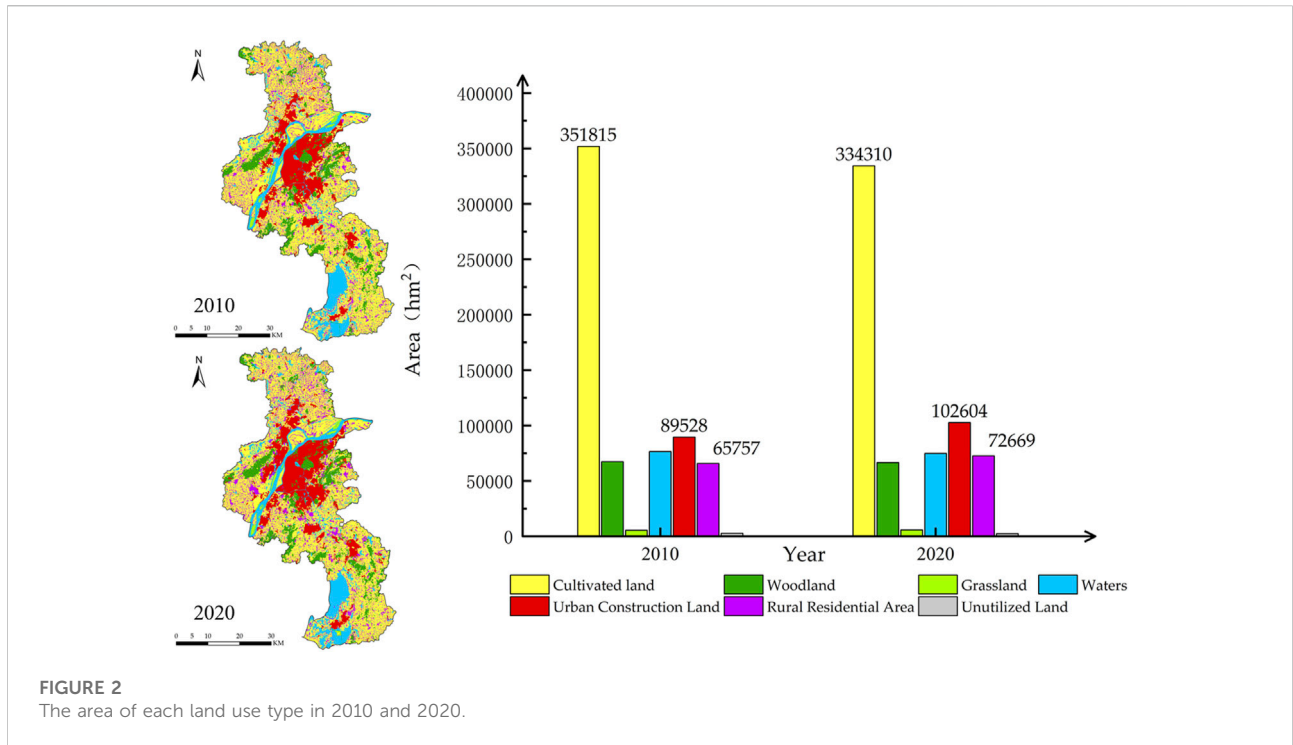 N
2010
0 5 10 20 30
KM
N
2020
0 5 10 20 30
KM
Area (hm²)
400000
350000
300000
250000
200000
150000
100000
50000
0
351815
89528
65757
334310
102604
72669
2010
Year
2020
Cultivated land
Woodland
Grassland
Waters
Urban Construction Land
Rural Residential Area
Unutilized Land
FIGURE 2
The area of each land use type in 2010 and 2020.